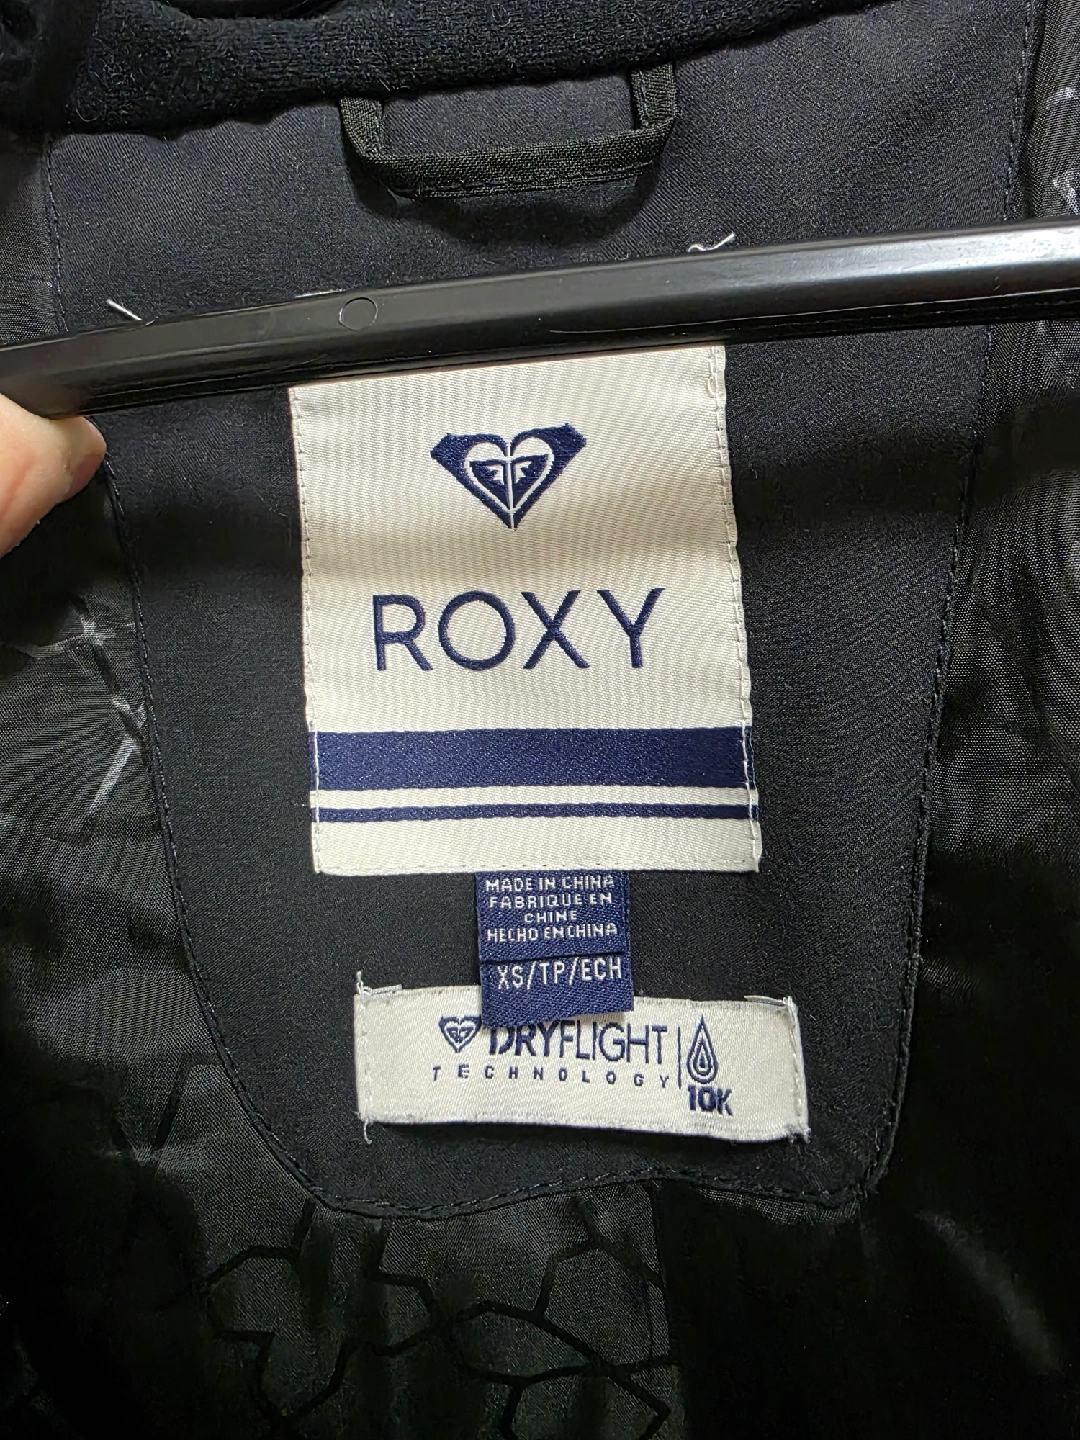 ROXY
MADE IN CHINA
FABRIQUE EN
CHINE
HECHO EN CHINA
XS/TP/ECH
DRYFLIGHT
TECHNOLOGY
10K